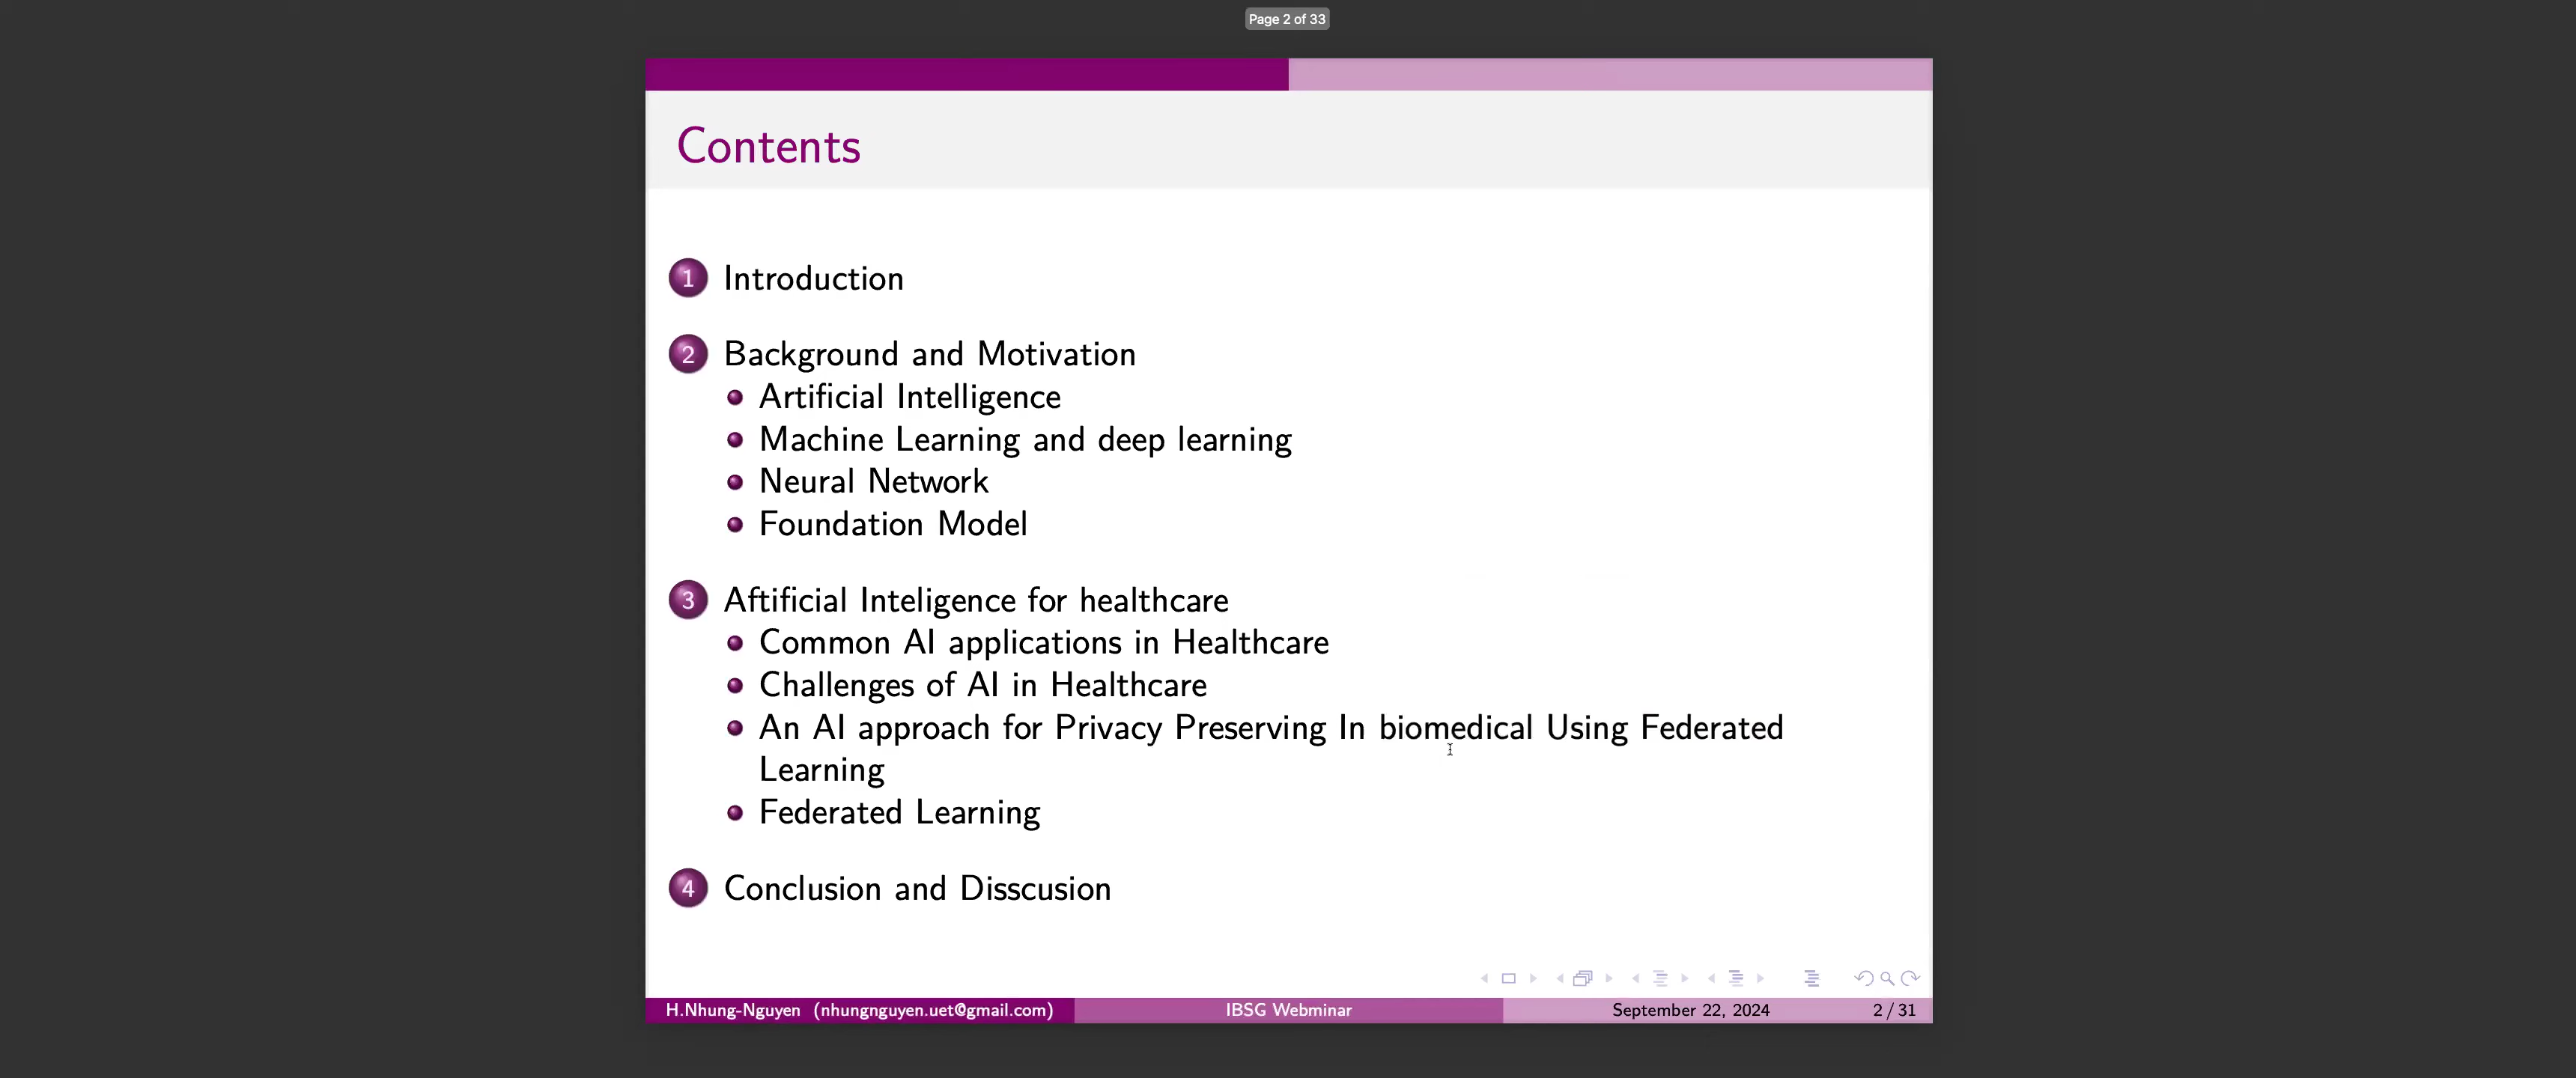 Page 2 of 33
Contents
1 Introduction
2 Background and Motivation
Artificial Intelligence
Machine Learning and deep learning
Neural Network
Foundation Model
3 Aftificial Inteligence for healthcare
Common AI applications in Healthcare
Challenges of AI in Healthcare
An AI approach for Privacy Preserving In biomedical Using Federated
Learning
Federated Learning
4 Conclusion and Disscusion
H.Nhung-Nguyen (nhungnguyen.uet@gmail.com) IBSG Webminar September 22, 2024 2 / 31